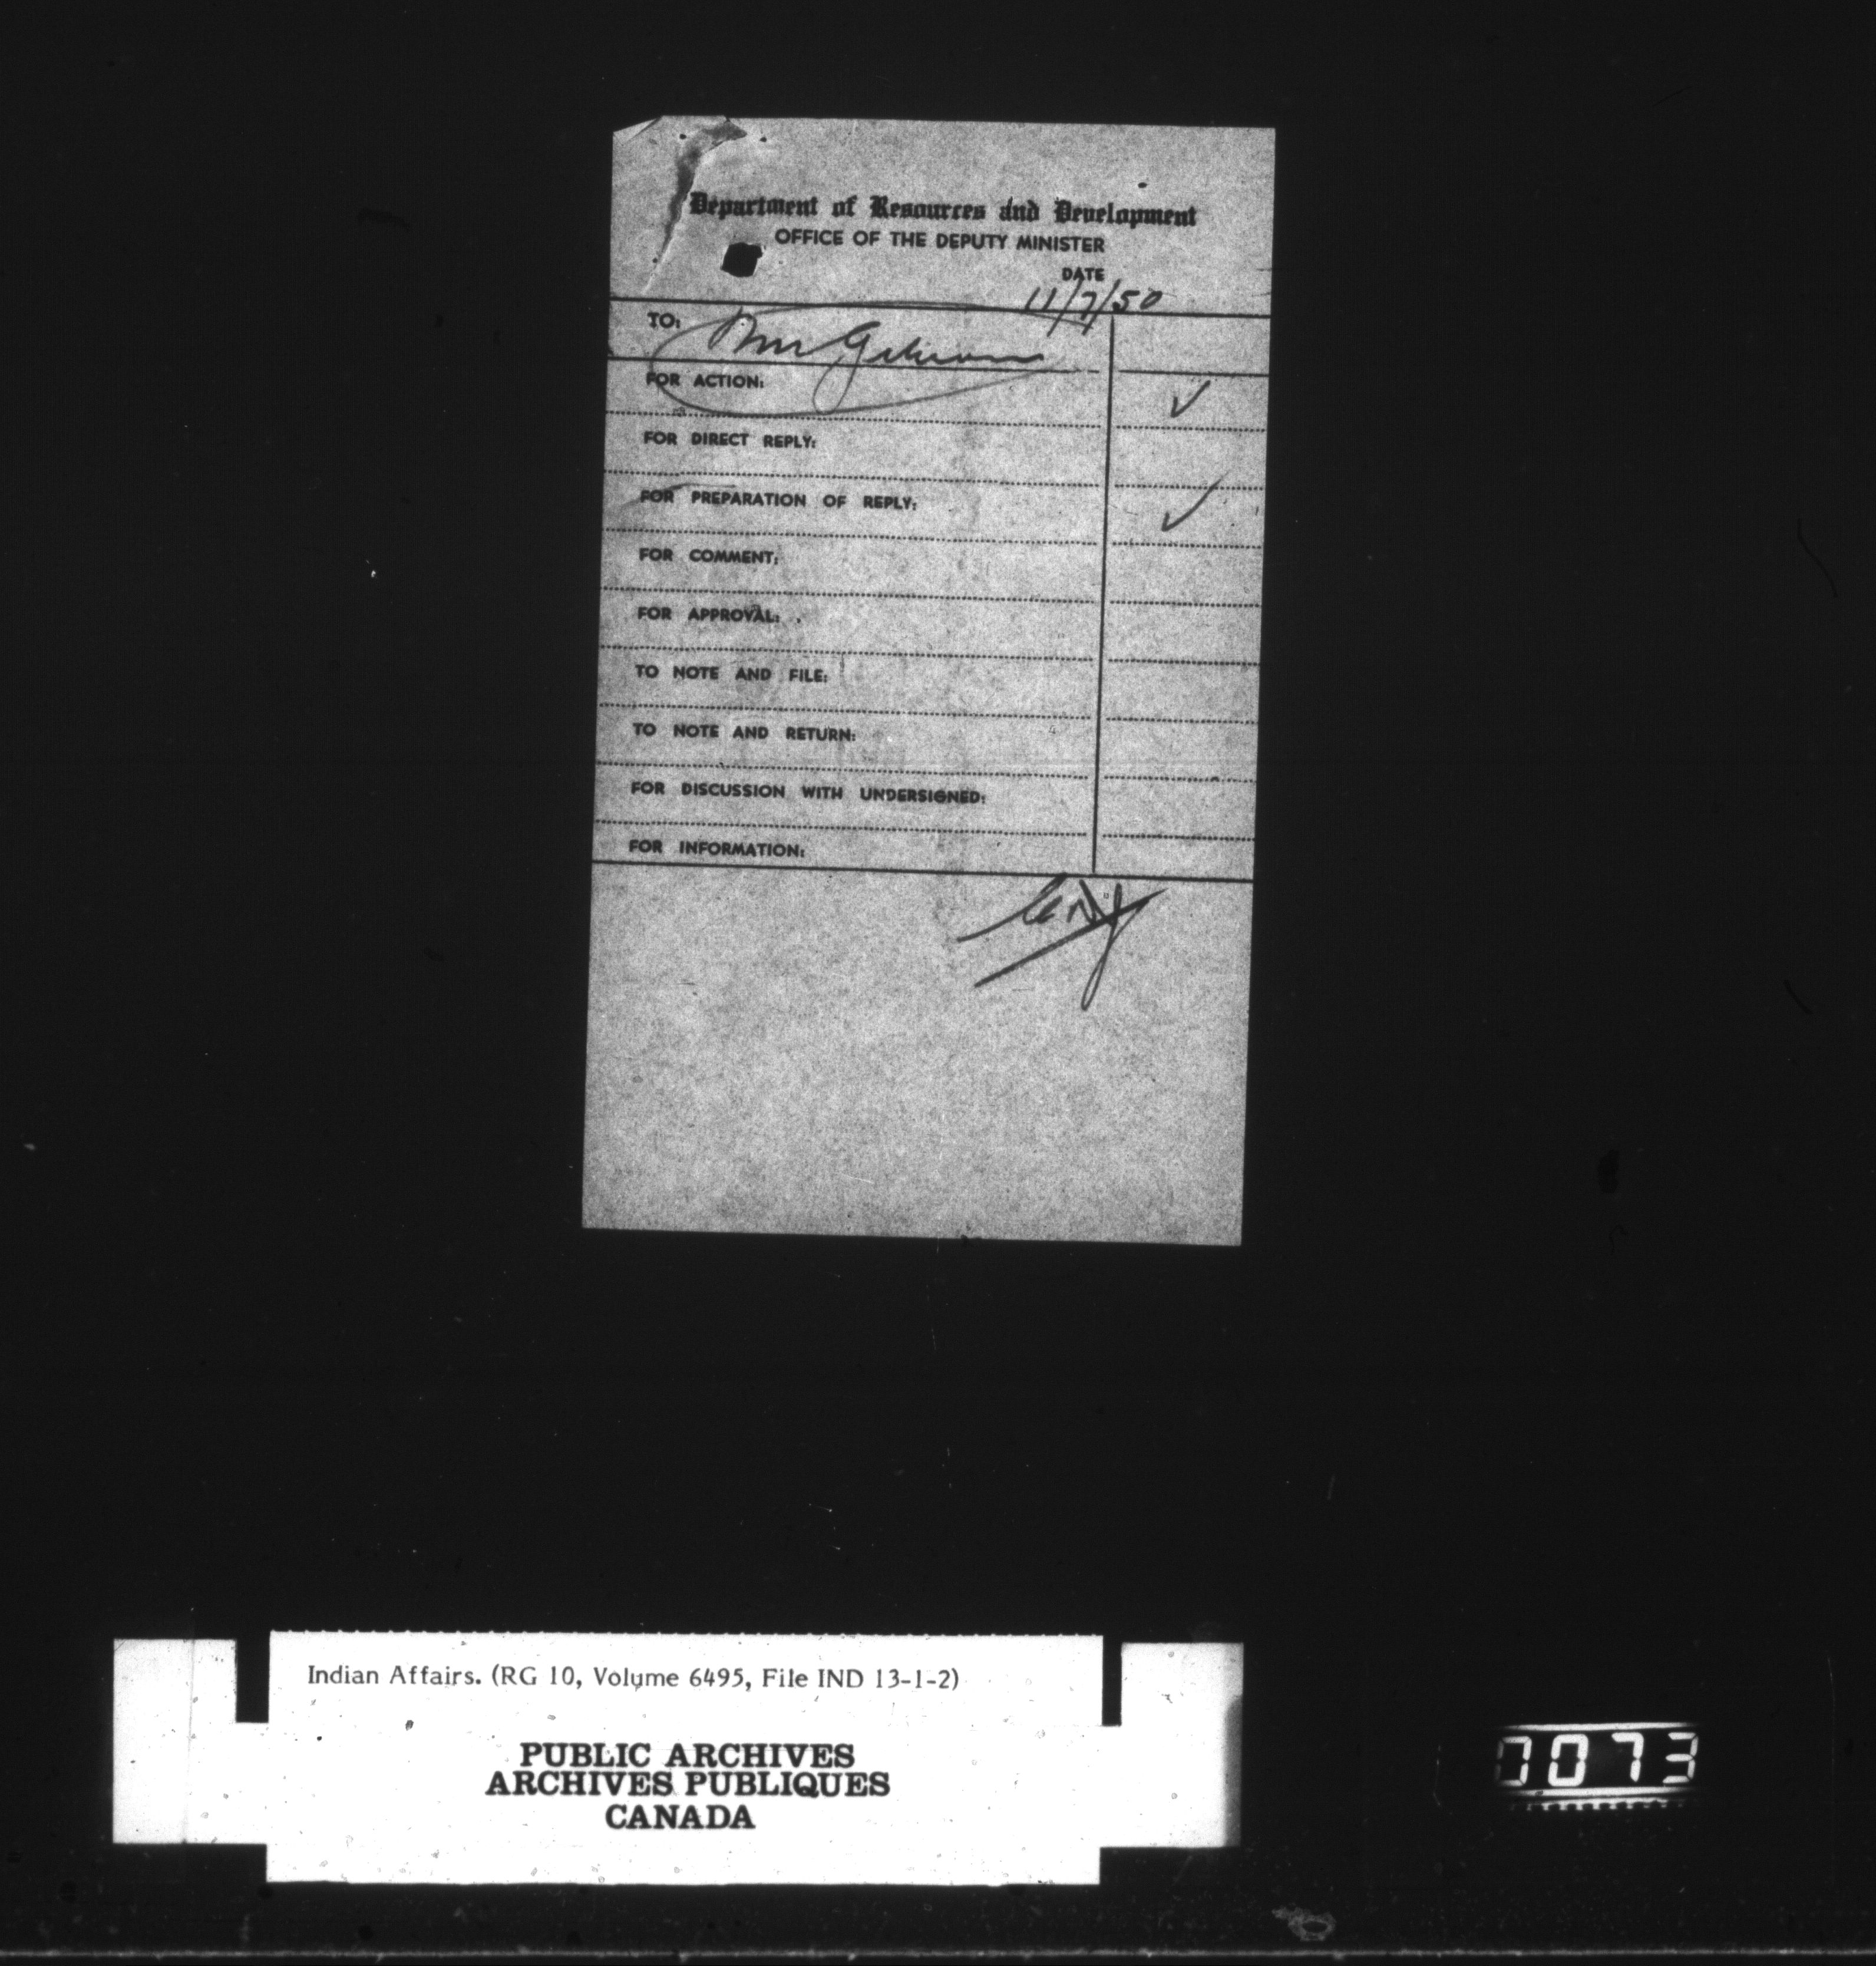 Department of Resources and Development
OFFICE OF THE DEPUTY MINISTER
DATE
11/7/50
TO: Mr
FOR ACTION: ✓
FOR DIRECT REPLY:
FOR PREPARATION OF REPLY: ✓
FOR COMMENT:
FOR APPROVAL:
TO NOTE AND FILE:
TO NOTE AND RETURN:
FOR DISCUSSION WITH UNDERSIGNED:
FOR INFORMATION:
Indian Affairs. (RG 10, Volume 6495, File IND 13-1-2)
PUBLIC ARCHIVES
ARCHIVES PUBLIQUES
CANADA
0073